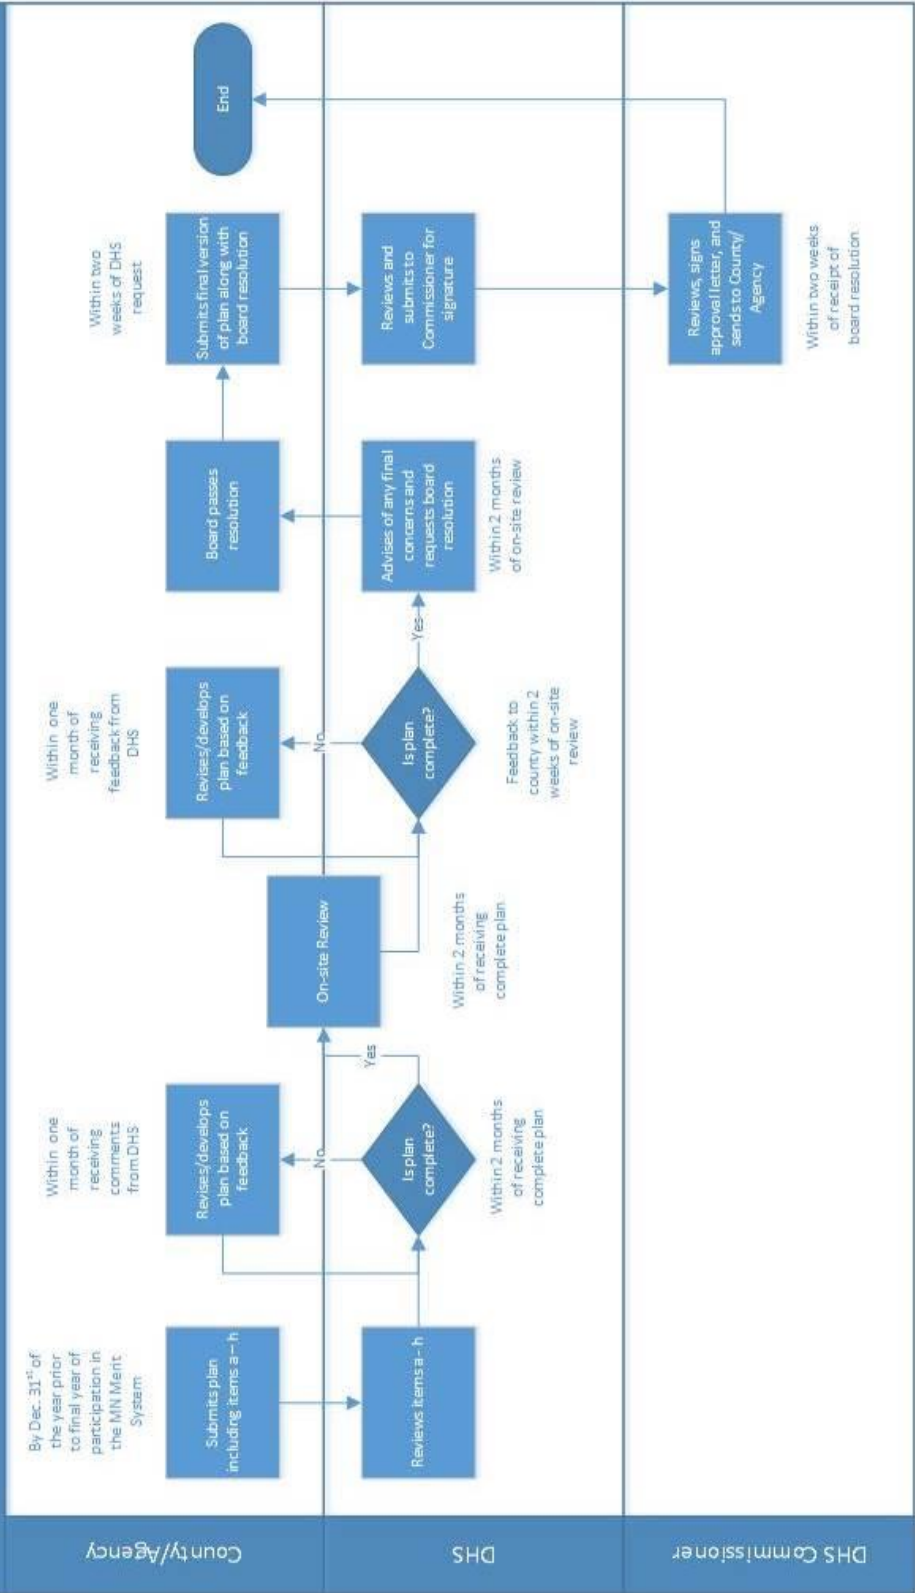 County/Agency
By Dec. 31st of
the year prior
to final year of
participation in
the MN Merit
System
Submits plan
including items a – h
Within one
month of
receiving
comments
from DHS
Revises/develops
plan based on
feedback
Within one
month of
receiving
feedback from
DHS
Revises/develops
plan based on
feedback
Board passes
resolution
Within two
weeks of DHS
request
Submits final version
of plan along with
board resolution
End
On-site Review
No
No
DHS
Reviews items a - h
Is plan
complete?
Yes
Within 2 months
of receiving
complete plan
Within 2 months
of receiving
complete plan
Is plan
complete?
Yes
Feedback to
county within 2
weeks of on-site
review
Advises of any final
concerns and
requests board
resolution
Within 2 months
of on-site review
Reviews and
submits to
Commissioner for
signature
DHS Commissioner
Reviews, signs
approval letter, and
sends to County/
Agency
Within two weeks
of receipt of
board resolution